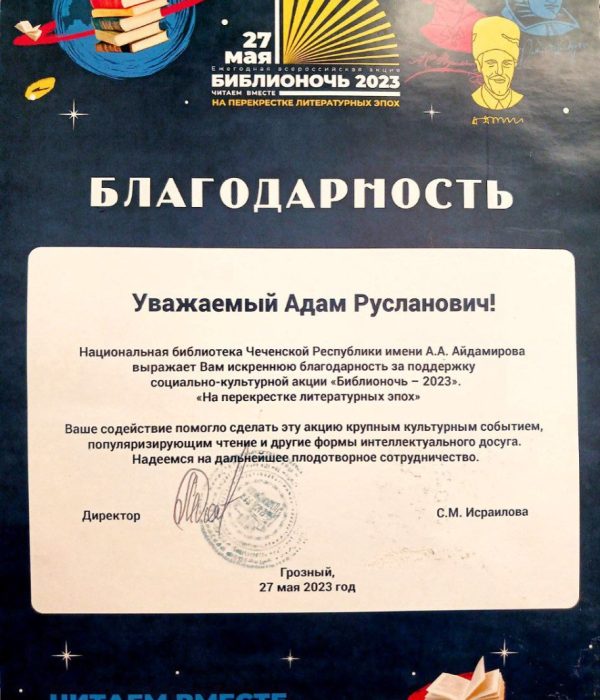 27
МАЯ
Ежегодная всероссийская акция
БИБЛИОНОЧЬ 2023
ЧИТАЕМ ВМЕСТЕ
НА ПЕРЕКРЕСТКЕ ЛИТЕРАТУРНЫХ ЭПОХ
БЛАГОДАРНОСТЬ
Уважаемый Адам Русланович!
Национальная библиотека Чеченской Республики имени А.А. Айдамирова
выражает Вам искреннюю благодарность за поддержку
социально-культурной акции «Библионочь – 2023».
«На перекрестке литературных эпох»
Ваше содействие помогло сделать эту акцию крупным культурным событием,
популяризирующим чтение и другие формы интеллектуального досуга.
Надеемся на дальнейшее плодотворное сотрудничество.
Директор
С.М. Исраилова
Грозный,
27 мая 2023 год
ЧИТАЕМ ВМЕСТЕ